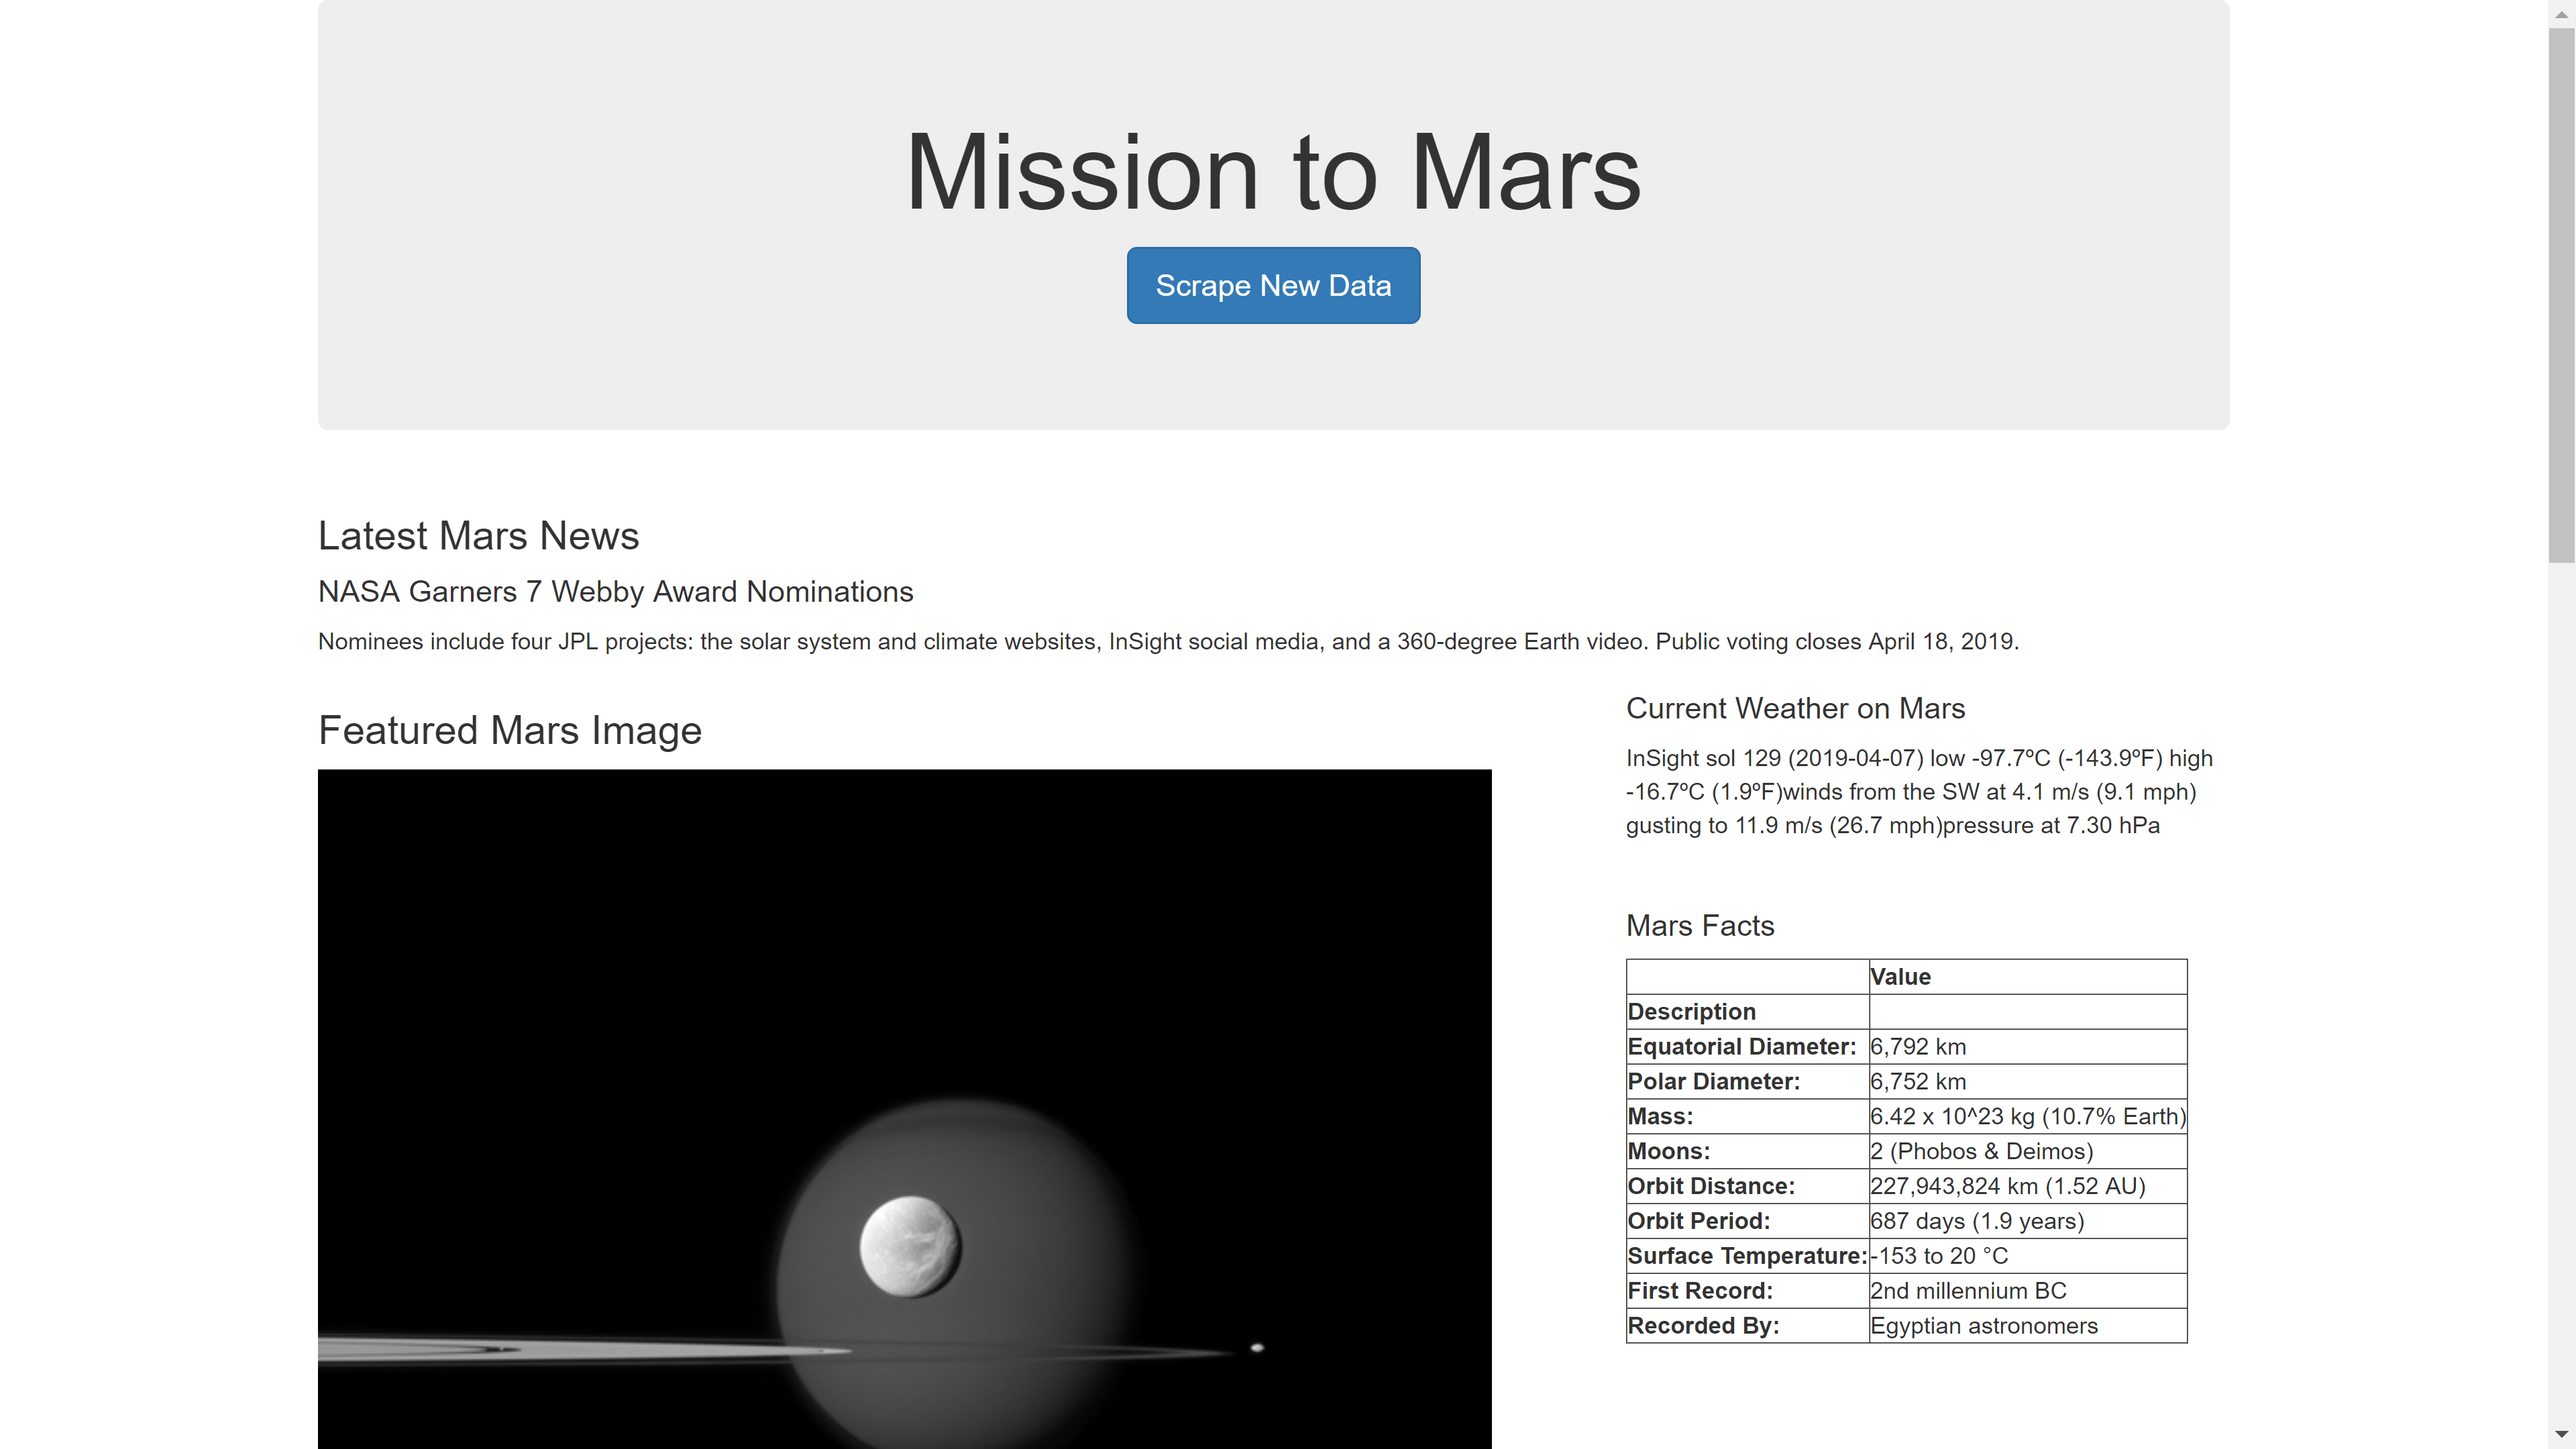 Mission to Mars
Scrape New Data
Latest Mars News
NASA Garners 7 Webby Award Nominations
Nominees include four JPL projects: the solar system and climate websites, InSight social media, and a 360-degree Earth video. Public voting closes April 18, 2019.
Featured Mars Image
Current Weather on Mars
InSight sol 129 (2019-04-07) low -97.7ºC (-143.9ºF) high
-16.7ºC (1.9ºF)winds from the SW at 4.1 m/s (9.1 mph)
gusting to 11.9 m/s (26.7 mph)pressure at 7.30 hPa
Mars Facts
Value
Description
Equatorial Diameter: 6,792 km
Polar Diameter: 6,752 km
Mass: 6.42 x 10^23 kg (10.7% Earth)
Moons: 2 (Phobos & Deimos)
Orbit Distance: 227,943,824 km (1.52 AU)
Orbit Period: 687 days (1.9 years)
Surface Temperature: -153 to 20 °C
First Record: 2nd millennium BC
Recorded By: Egyptian astronomers